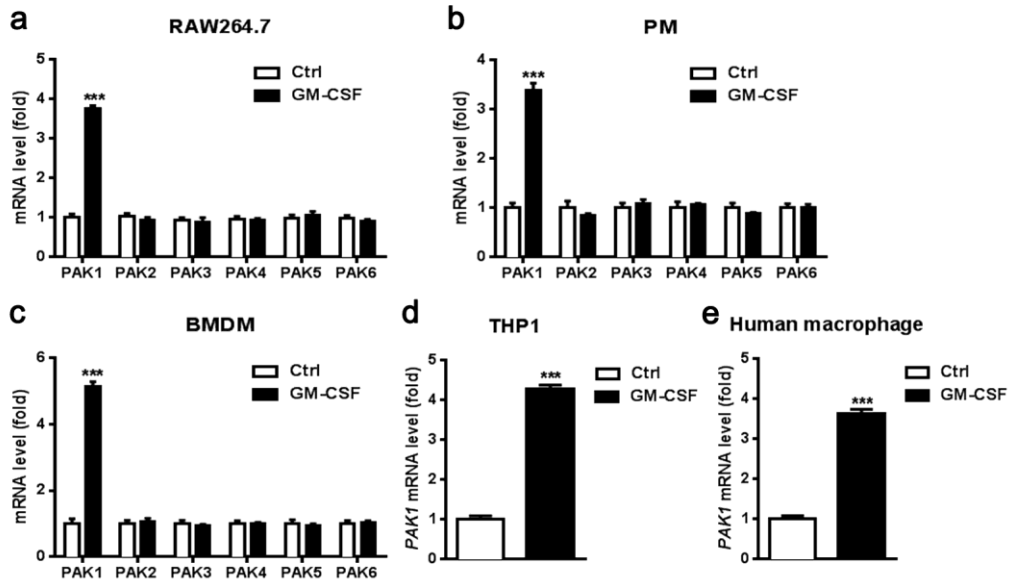 a
RAW264.7
mRNA level (fold)
5
4
3
2
1
0
***
Ctrl
GM-CSF
PAK1 PAK2 PAK3 PAK4 PAK5 PAK6
b
PM
mRNA level (fold)
4
3
2
1
0
***
Ctrl
GM-CSF
PAK1 PAK2 PAK3 PAK4 PAK5 PAK6
c
BMDM
mRNA level (fold)
6
4
2
1
0
***
Ctrl
GM-CSF
PAK1 PAK2 PAK3 PAK4 PAK5 PAK6
d
THP1
PAK1 mRNA level (fold)
5
4
3
2
1
0
***
Ctrl
GM-CSF
e
Human macrophage
PAK1 mRNA level (fold)
5
4
3
2
1
0
***
Ctrl
GM-CSF